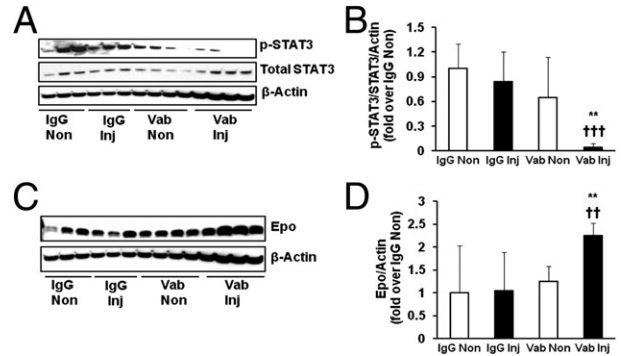 A
p-STAT3
Total STAT3
β-Actin
IgG Non
IgG Inj
Vab Non
Vab Inj
B
p-STAT3/STAT3/Actin
(fold over IgG Non)
1.5
1.2
0.9
0.6
0.3
0
**
†††
IgG Non IgG Inj Vab Non Vab Inj
C
Epo
β-Actin
IgG Non
IgG Inj
Vab Non
Vab Inj
D
Epo/Actin
(fold over IgG Non)
3
2.5
2
1.5
1
0.5
0
**
††
IgG Non IgG Inj Vab Non Vab Inj